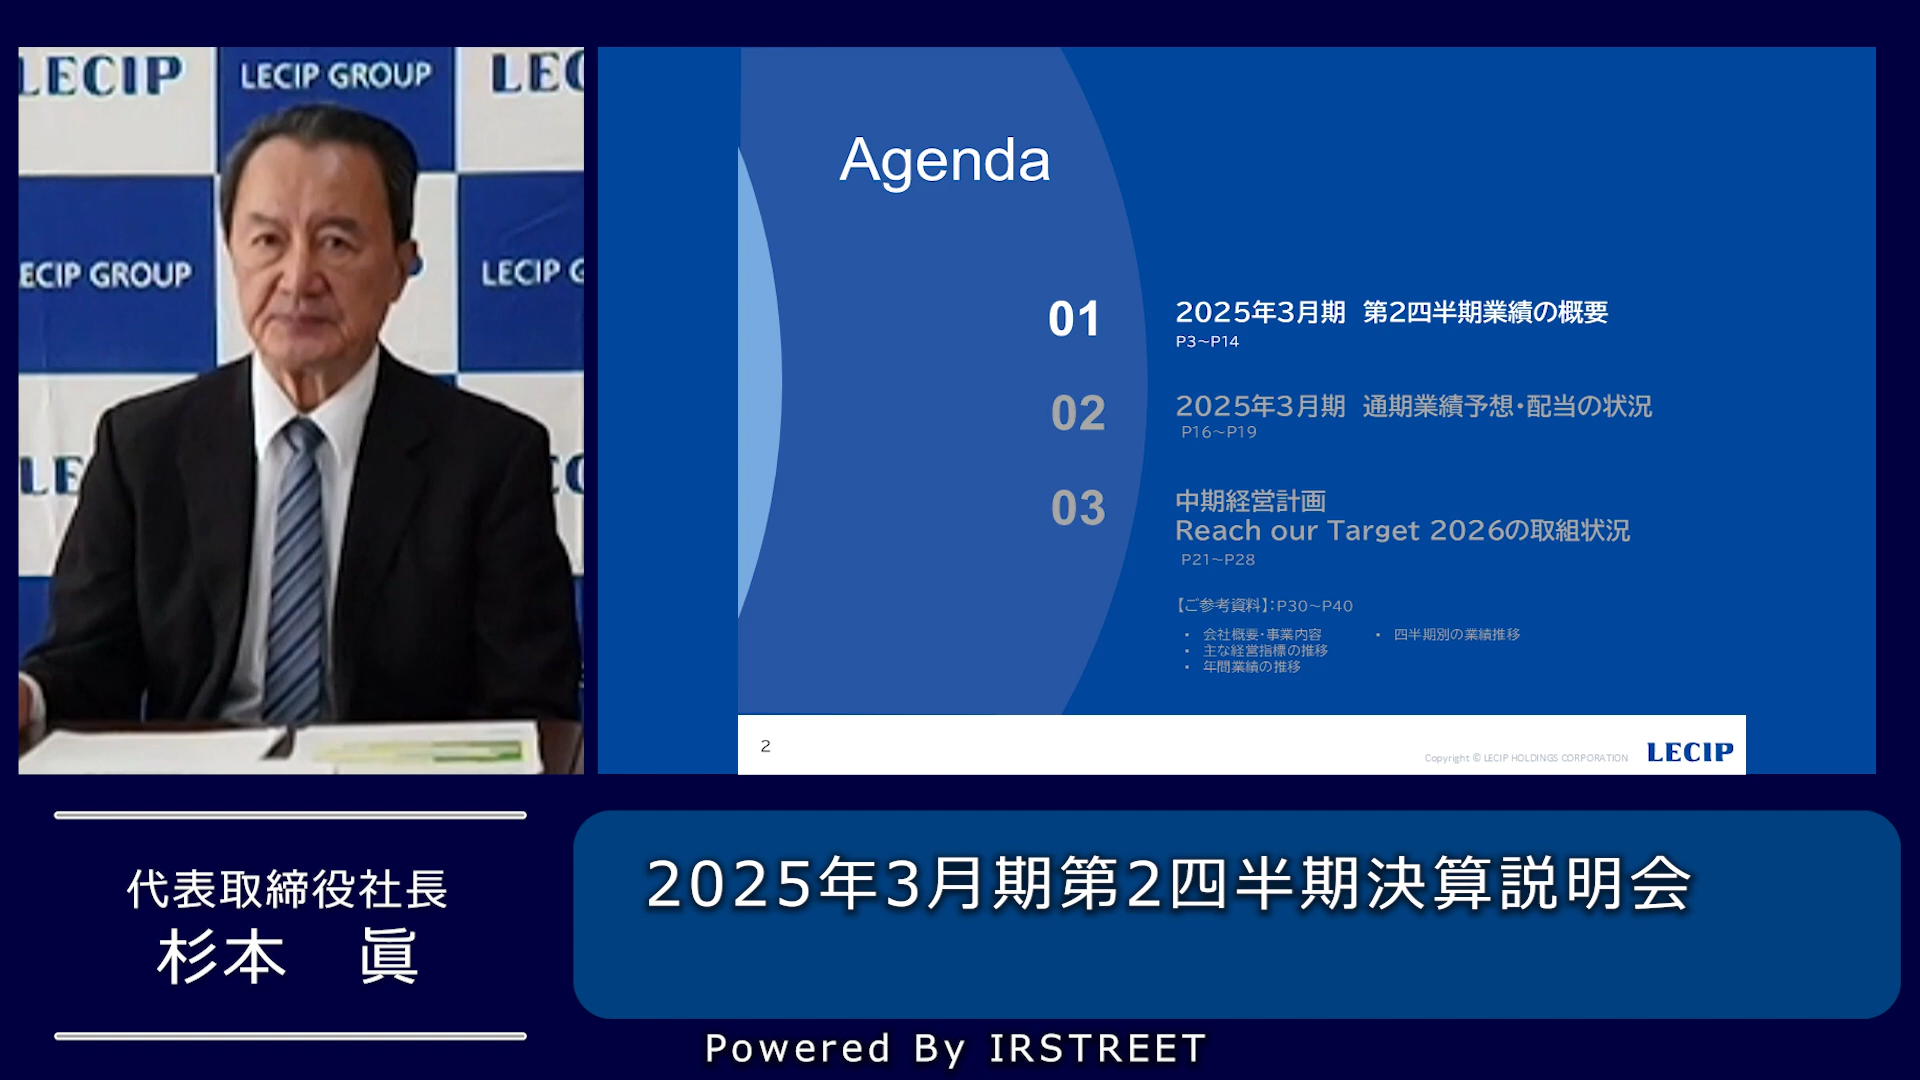 LECIP
LECIP GROUP
LEC
ECIP GROUP
LECIP G
LE
Agenda
01
2025年3月期　第2四半期業績の概要
P3~P14
02
2025年3月期　通期業績予想・配当の状況
P16~P19
03
中期経営計画
Reach our Target 2026の取組状況
P21~P28
【ご参考資料】：P30~P40
• 会社概要・事業内容
• 主な経営指標の推移
• 年間業績の推移
• 四半期別の業績推移
2
Copyright © LECIP HOLDINGS CORPORATION
LECIP
代表取締役社長
杉本　眞
2025年3月期第2四半期決算説明会
Powered By IRSTREET